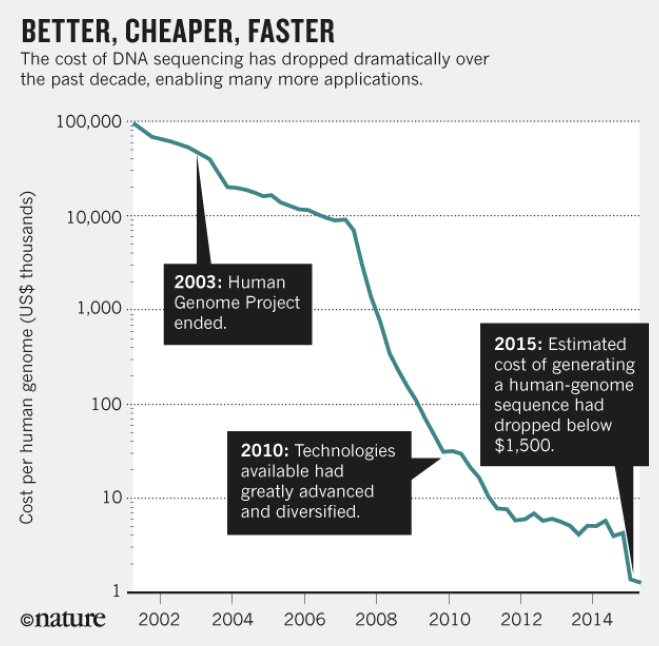 BETTER, CHEAPER, FASTER
The cost of DNA sequencing has dropped dramatically over
the past decade, enabling many more applications.
Cost per human genome (US$ thousands)
100,000
10,000
1,000
100
10
1
2003: Human
Genome Project
ended.
2010: Technologies
available had
greatly advanced
and diversified.
2015: Estimated
cost of generating
a human-genome
sequence had
dropped below
$1,500.
2002 2004 2006 2008 2010 2012 2014
©nature